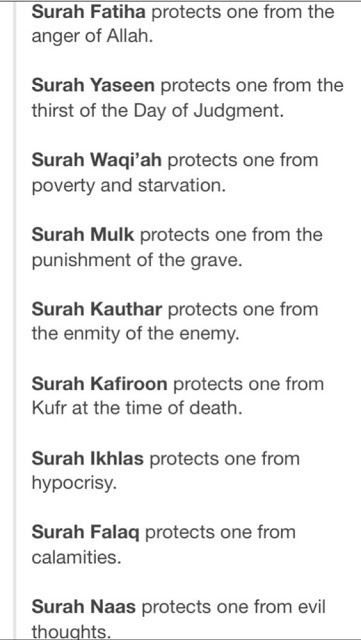 Surah Fatiha protects one from the
anger of Allah.
Surah Yaseen protects one from the
thirst of the Day of Judgment.
Surah Waqi’ah protects one from
poverty and starvation.
Surah Mulk protects one from the
punishment of the grave.
Surah Kauthar protects one from
the enmity of the enemy.
Surah Kafiroon protects one from
Kufr at the time of death.
Surah Ikhlas protects one from
hypocrisy.
Surah Falaq protects one from
calamities.
Surah Naas protects one from evil
thoughts.